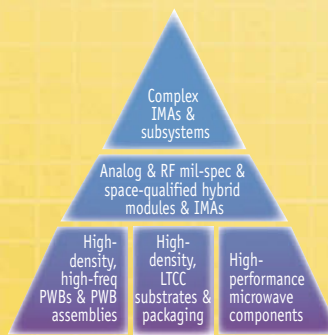 Complex
IMAs &
subsystems
Analog & RF mil-spec &
space-qualified hybrid
modules & IMAs
High-
density,
high-freq
PWBs & PWB
assemblies
High-
density,
LTCC
substrates &
packaging
High-
performance
microwave
components